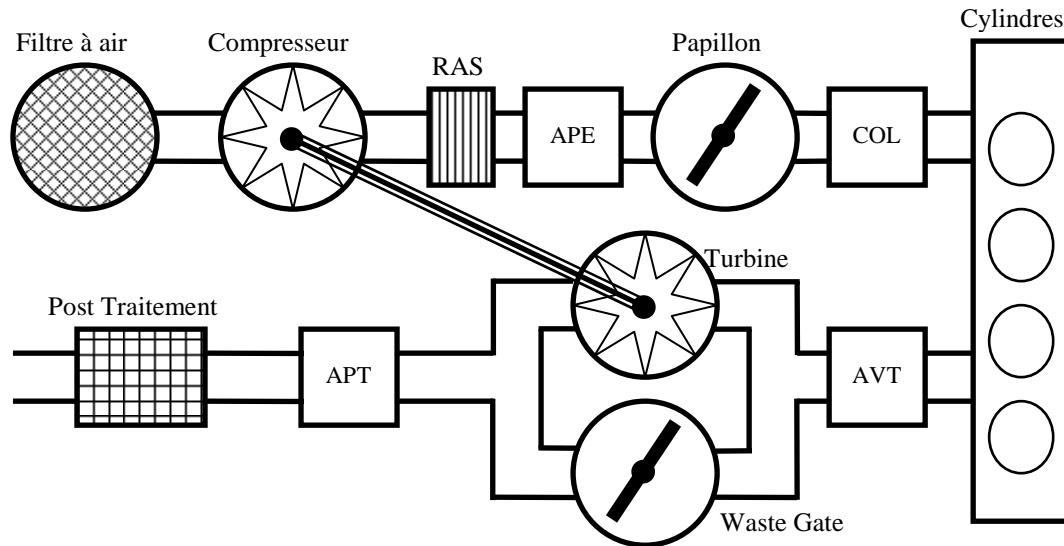 Cylindres
Filtre à air
Compresseur
Papillon
RAS
APE
COL
Turbine
Post Traitement
APT
AVT
Waste Gate